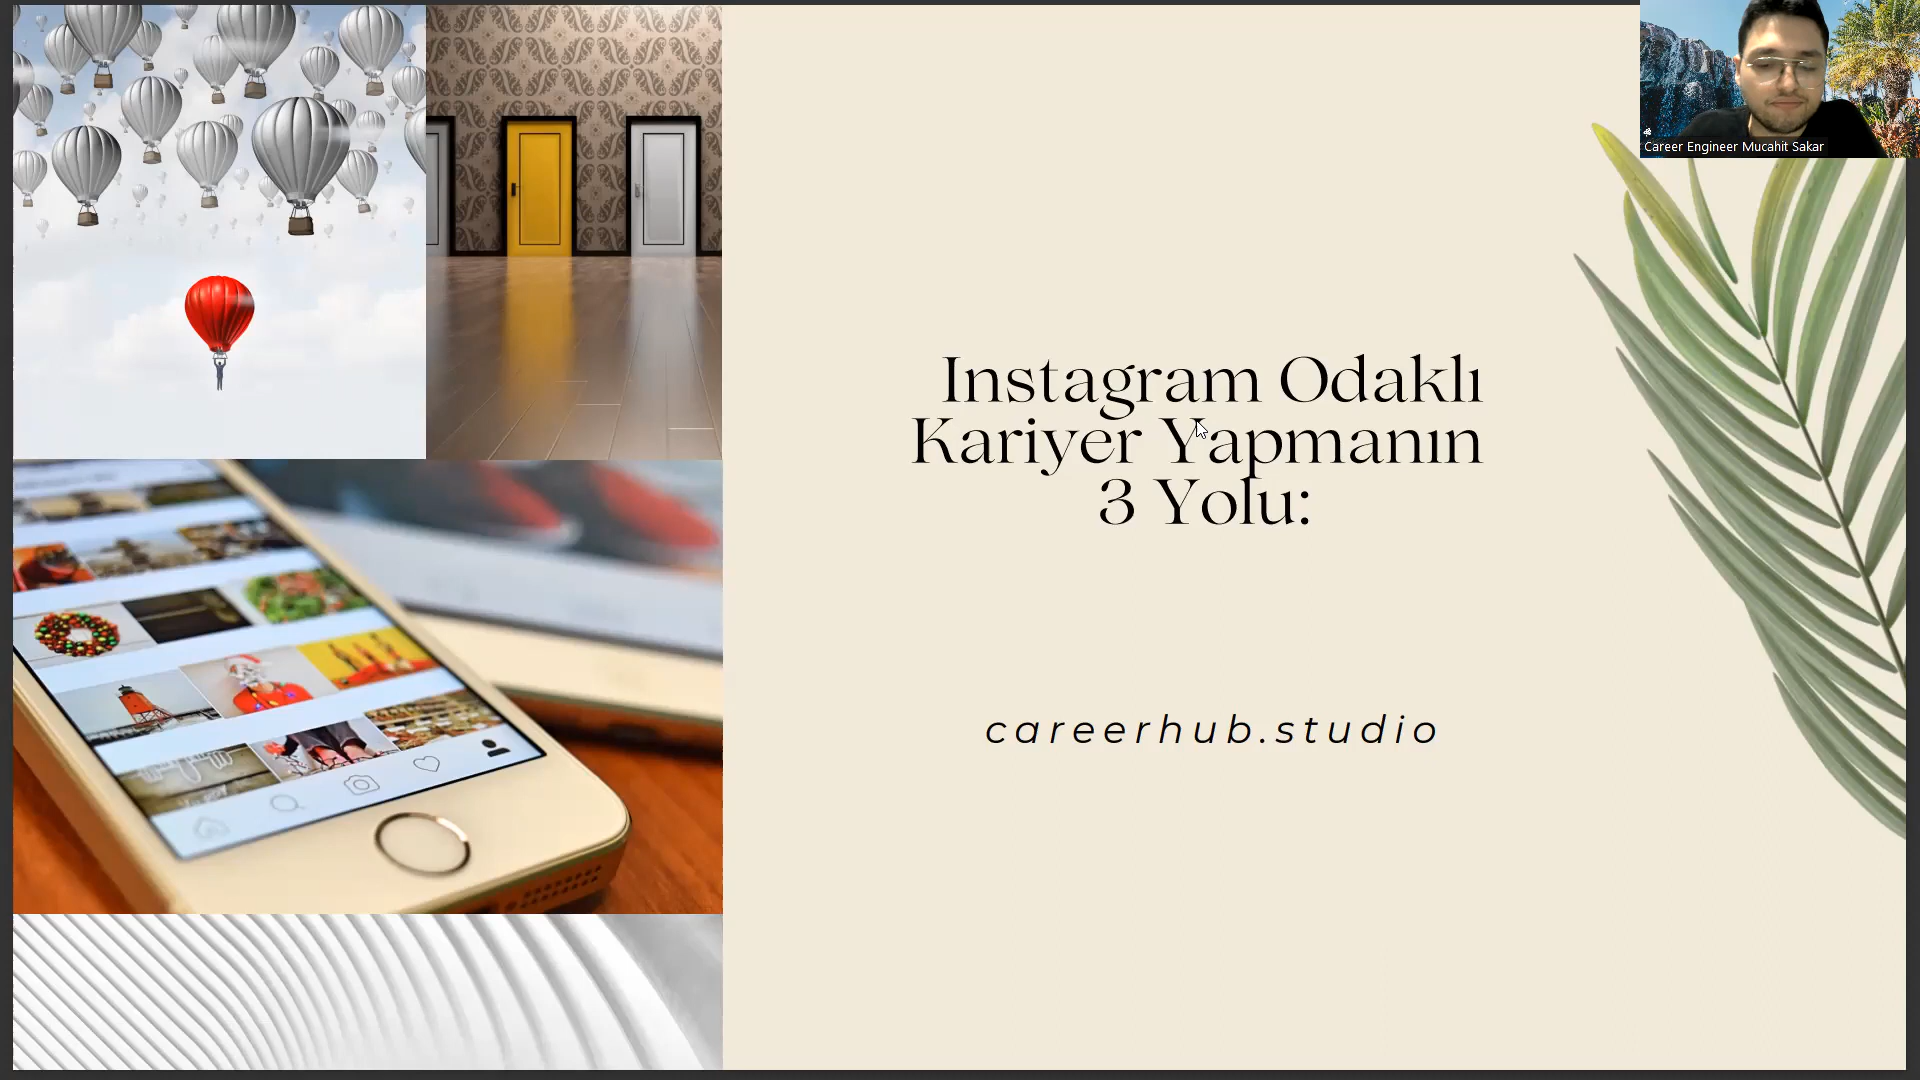 Career Engineer Mucahit Sakar
Instagram Odaklı
Kariyer Yapmanın
3 Yolu:
careerhub.studio